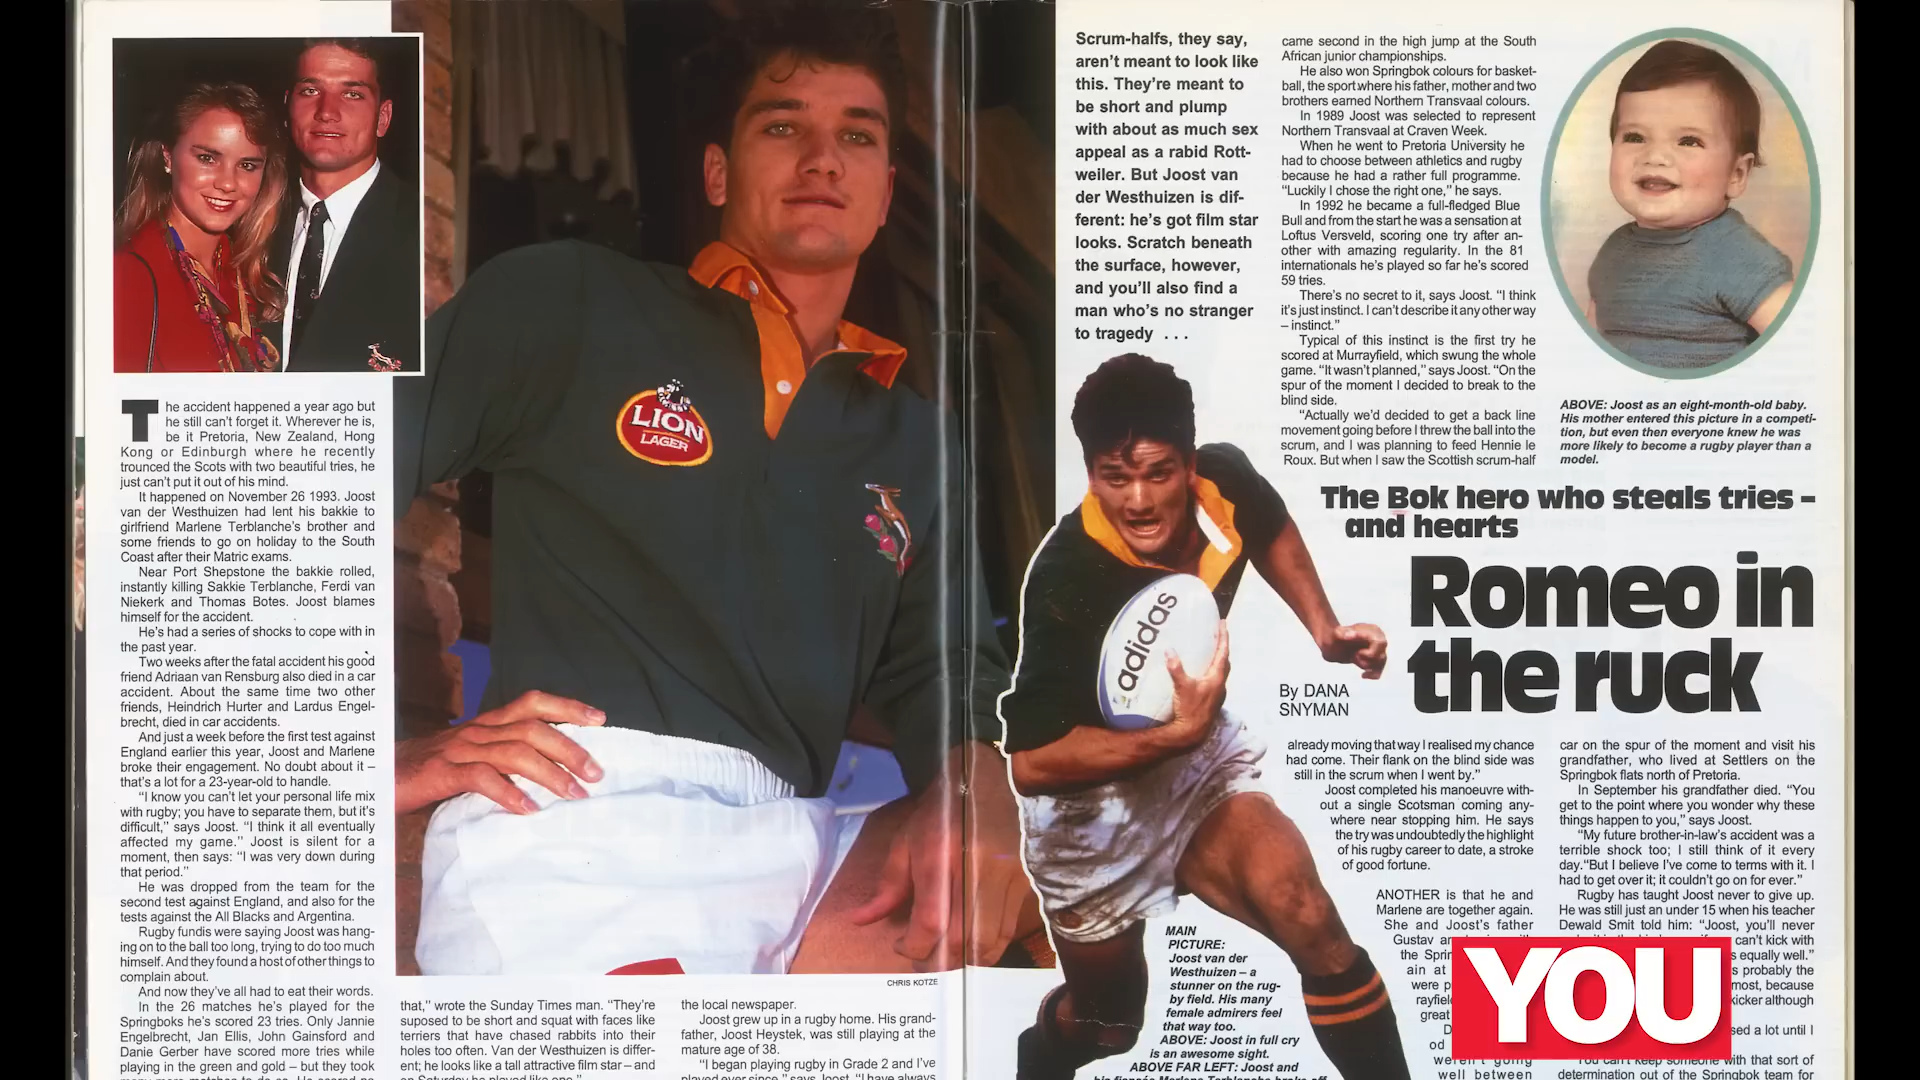 The accident happened a year ago but
he still can't forget it. Wherever he is,
be it Pretoria, New Zealand, Hong
Kong or Edinburgh where he recently
trounced the Scots with two beautiful tries, he
just can't put it out of his mind.
It happened on November 26 1993. Joost
van der Westhuizen had lent his bakkie to
girlfriend Marlene Terblanche's brother and
some friends to go on holiday to the South
Coast after their Matric exams.
Near Port Shepstone the bakkie rolled,
instantly killing Sakkie Terblanche, Ferdi van
Niekerk and Thomas Botes. Joost blames
himself for the accident.
He's had a series of shocks to cope with in
the past year.
Two weeks after the fatal accident his good
friend Adriaan van Rensburg also died in a car
accident. About the same time two other
friends, Heindrich Hurter and Lardus Engel-
brecht, died in car accidents.
And just a week before the first test against
England earlier this year, Joost and Marlene
broke their engagement. No doubt about it –
that's a lot for a 23-year-old to handle.
"I know you can't let your personal life mix
with rugby; you have to separate them, but it's
difficult," says Joost. "I think it all eventually
affected my game." Joost is silent for a
moment, then says: "I was very down during
that period."
He was dropped from the team for the
second test against England, and also for the
tests against the All Blacks and Argentina.
Rugby fundis were saying Joost was hang-
ing on to the ball too long, trying to do too much
himself. And they found a host of other things to
complain about.
And now they've all had to eat their words.
In the 26 matches he's played for the
Springboks he's scored 23 tries. Only Jannie
Engelbrecht, Jan Ellis, John Gainsford and
Danie Gerber have scored more tries while
playing in the green and gold – but they took
LION
LAGER
CHRIS KOTZE
that," wrote the Sunday Times man. "They're
suposed to be short and squat with faces like
terriers that have chased rabbits into their
holes too often. Van der Westhuizen is differ-
ent; he looks like a tall attractive film star – and
on Saturday he played like one."
the local newspaper.
Joost grew up in a rugby home. His grand-
father, Joost Heystek, was still playing at the
mature age of 38.
"I began playing rugby in Grade 2 and I've
played ever since," says Joost. "I have always
Scrum-halfs, they say,
aren't meant to look like
this. They're meant to
be short and plump
with about as much sex
appeal as a rabid Rott-
weiler. But Joost van
der Westhuizen is dif-
ferent: he's got film star
looks. Scratch beneath
the surface, however,
and you'll also find a
man who's no stranger
to tragedy . . .
came second in the high jump at the South
African junior championships.
He also won Springbok colours for basket-
ball, the sport where his father, mother and two
brothers earned Northern Transvaal colours.
In 1989 Joost was selected to represent
Northern Transvaal at Craven Week.
When he went to Pretoria University he
had to choose between athletics and rugby
because he had a rather full programme.
"Luckily I chose the right one," he says.
In 1992 he became a full-fledged Blue
Bull and from the start he was a sensation at
Loftus Versveld, scoring one try after an-
other with amazing regularity. In the 81
internationals he's played so far he's scored
59 tries.
There's no secret to it, says Joost. "I think
it's just instinct. I can't describe it any other way
– instinct."
Typical of this instinct is the first try he
scored at Murrayfield, which swung the whole
game. "It wasn't planned," says Joost. "On the
spur of the moment I decided to break to the
blind side.
"Actually we'd decided to get a back line
movement going before I threw the ball into the
scrum, and I was planning to feed Hennie le
Roux. But when I saw the Scottish scrum-half
ABOVE: Joost as an eight-month-old baby.
His mother entered this picture in a competi-
tion, but even then everyone knew he was
more likely to become a rugby player than a
model.
The Bok hero who steals tries –
and hearts
Romeo in
the ruck
By DANA
SNYMAN
adidas
already moving that way I realised my chance
had come. Their flank on the blind side was
still in the scrum when I went by."
Joost completed his manoeuvre with-
out a single Scotsman coming any-
where near stopping him. He says
the try was undoubtedly the highlight
of his rugby career to date, a stroke
of good fortune.
ANOTHER is that he and
Marlene are together again.
She and Joost's father
Gustav
the Sprin
ain at
were p
rayfiel
great
D
od
weren't going
well between
MAIN
PICTURE:
Joost van der
Westhuizen – a
stunner on the rug-
by field. His many
female admirers feel
that way too.
ABOVE: Joost in full cry
is an awesome sight.
ABOVE FAR LEFT: Joost and
his fiancée Marlene Terblanche broke off
car on the spur of the moment and visit his
grandfather, who lived at Settlers on the
Springbok flats north of Pretoria.
In September his grandfather died. "You
get to the point where you wonder why these
things happen to you," says Joost.
"My future brother-in-law's accident was a
terrible shock too; I still think of it every
day."But I believe I've come to terms with it. I
had to get over it; it couldn't go on for ever."
Rugby has taught Joost never to give up.
He was still just an under 15 when his teacher
Dewald Smit told him: "Joost, you'll never
can't kick with
s equally well."
s probably the
most, because
kicker although
sed a lot until I
You can't keep someone with that sort of
determination out of the Springbok team for
YOU